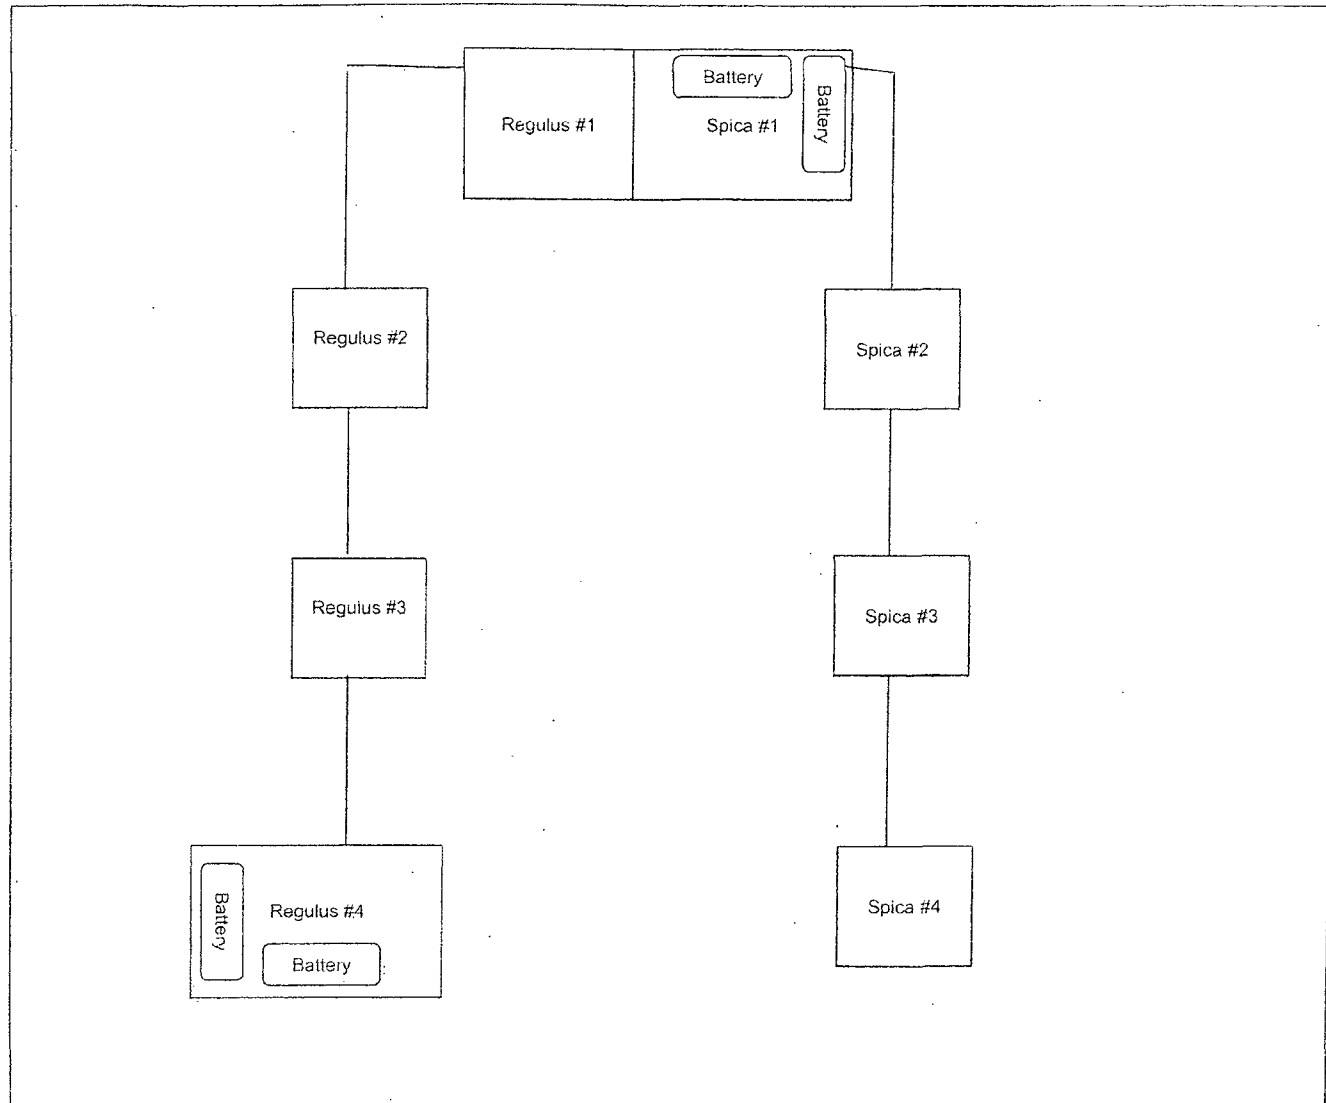 Battery
Battery
Regulus #1
Spica #1
Regulus #2
Spica #2
Regulus #3
Spica #3
Battery
Regulus #4
Spica #4
Battery